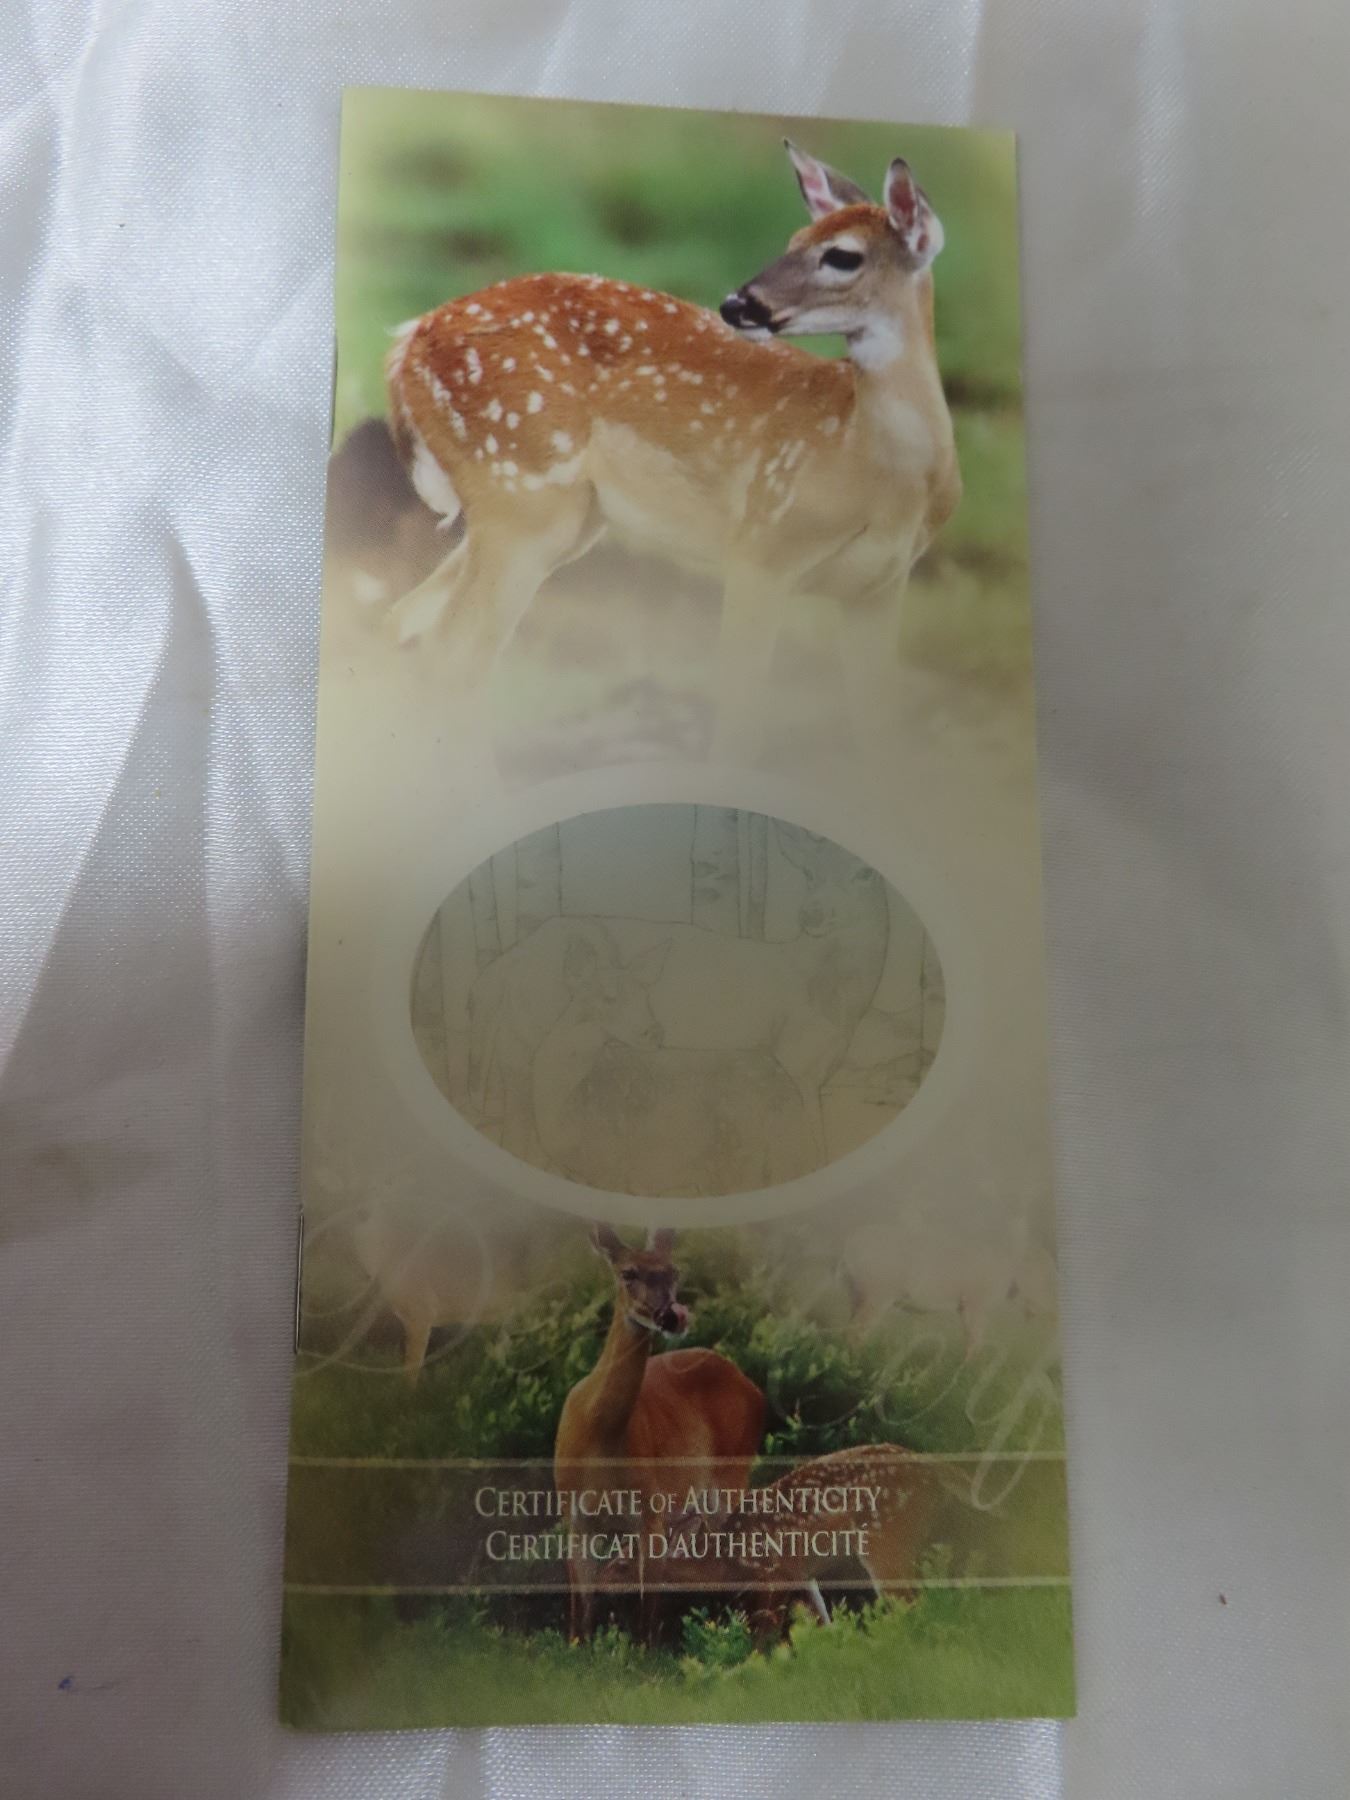 CERTIFICATE OF AUTHENTICITY
CERTIFICAT D'AUTHENTICITÉ